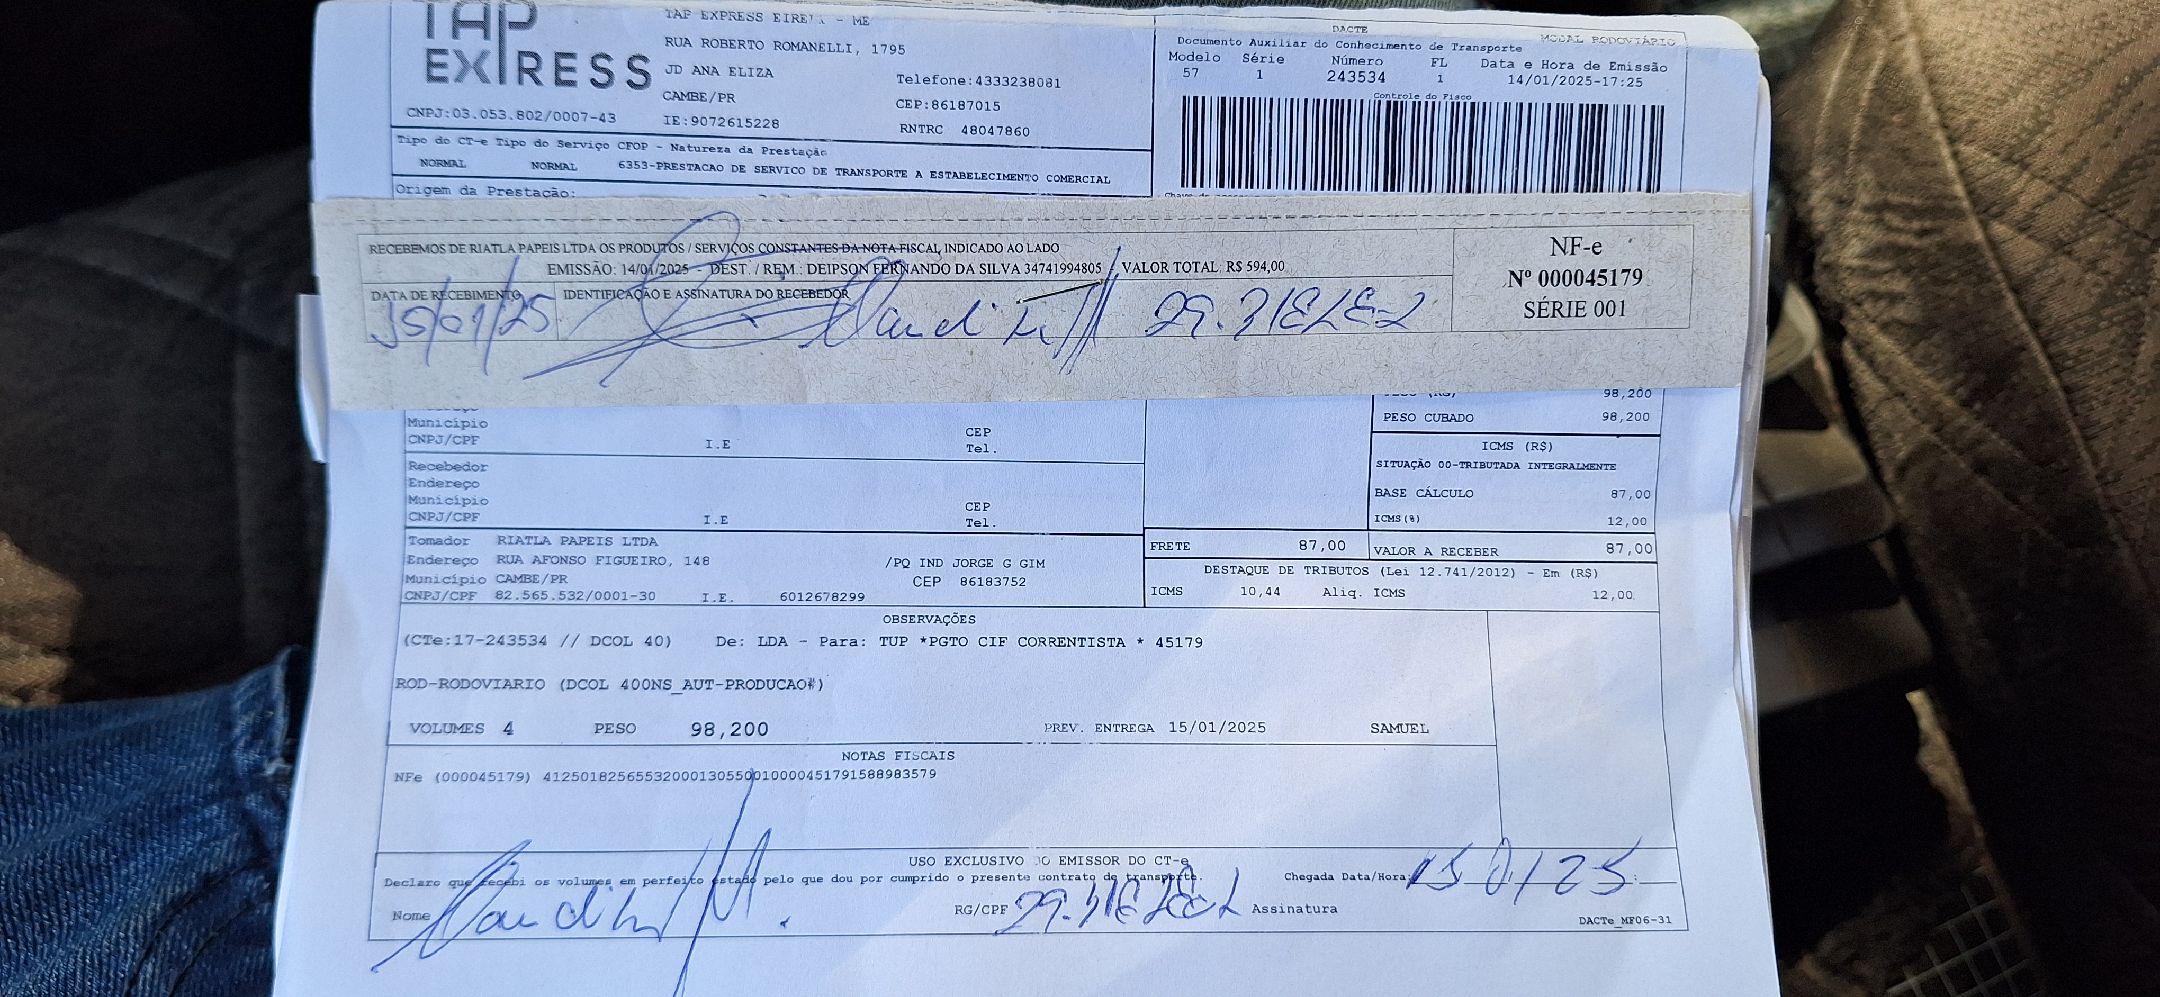 TAP
EXPRESS
TAP EXPRESS EIRELI - ME
RUA ROBERTO ROMANELLI, 1795
JD ANA ELIZA
Telefone:4333238081
CAMBE/PR
CEP:86187015
CNPJ:03.053.802/0007-43
IE:9072615228
RNTRC 48047860
DACTE
MODAL RODOVIÁRIO
Documento Auxiliar do Conhecimento de Transporte
Modelo Série Número FL Data e Hora de Emissão
57 1 243534 1 14/01/2025-17:25
Controle do Fisco
Tipo do CT-e Tipo do Serviço CFOP - Natureza da Prestação
NORMAL NORMAL 6353-PRESTACAO DE SERVICO DE TRANSPORTE A ESTABELECIMENTO COMERCIAL
Origem da Prestação:
RECEBEMOS DE RIATLA PAPEIS LTDA OS PRODUTOS / SERVIÇOS CONSTANTES DA NOTA FISCAL INDICADO AO LADO
EMISSÃO: 14/01/2025 - DEST. / REM.: DEIPSON FERNANDO DA SILVA 34741994805 / VALOR TOTAL: R$ 594,00
DATA DE RECEBIMENTO IDENTIFICAÇÃO E ASSINATURA DO RECEBEDOR
15/01/25
NF-e
Nº 000045179
SÉRIE 001
98,200
PESO CUBADO 98,200
Município CEP
CNPJ/CPF I.E Tel.
ICMS (R$)
SITUAÇÃO 00-TRIBUTADA INTEGRALMENTE
BASE CÁLCULO 87,00
ICMS(%) 12,00
Recebedor
Endereço
Município CEP
CNPJ/CPF I.E Tel.
Tomador RIATLA PAPEIS LTDA
Endereço RUA AFONSO FIGUEIRO, 148 /PQ IND JORGE G GIM
Município CAMBE/PR CEP 86183752
CNPJ/CPF 82.565.532/0001-30 I.E. 6012678299
FRETE 87,00 VALOR A RECEBER 87,00
DESTAQUE DE TRIBUTOS (Lei 12.741/2012) - Em (R$)
ICMS 10,44 Aliq. ICMS 12,00
OBSERVAÇÕES
(CTe:17-243534 // DCOL 40) De: LDA - Para: TUP *PGTO CIF CORRENTISTA * 45179
ROD-RODOVIARIO (DCOL 400NS_AUT-PRODUCAO#)
VOLUMES 4 PESO 98,200 PREV. ENTREGA 15/01/2025 SAMUEL
NOTAS FISCAIS
NFe (000045179) 41250182565532000130550010000451791588983579
USO EXCLUSIVO DO EMISSOR DO CT-e
Declaro que recebi os volumes em perfeito estado pelo que dou por cumprido o presente contrato de transporte.
Chegada Data/Hora: 15 01/25
Nome RG/CPF Assinatura
DACTe_MF06-31